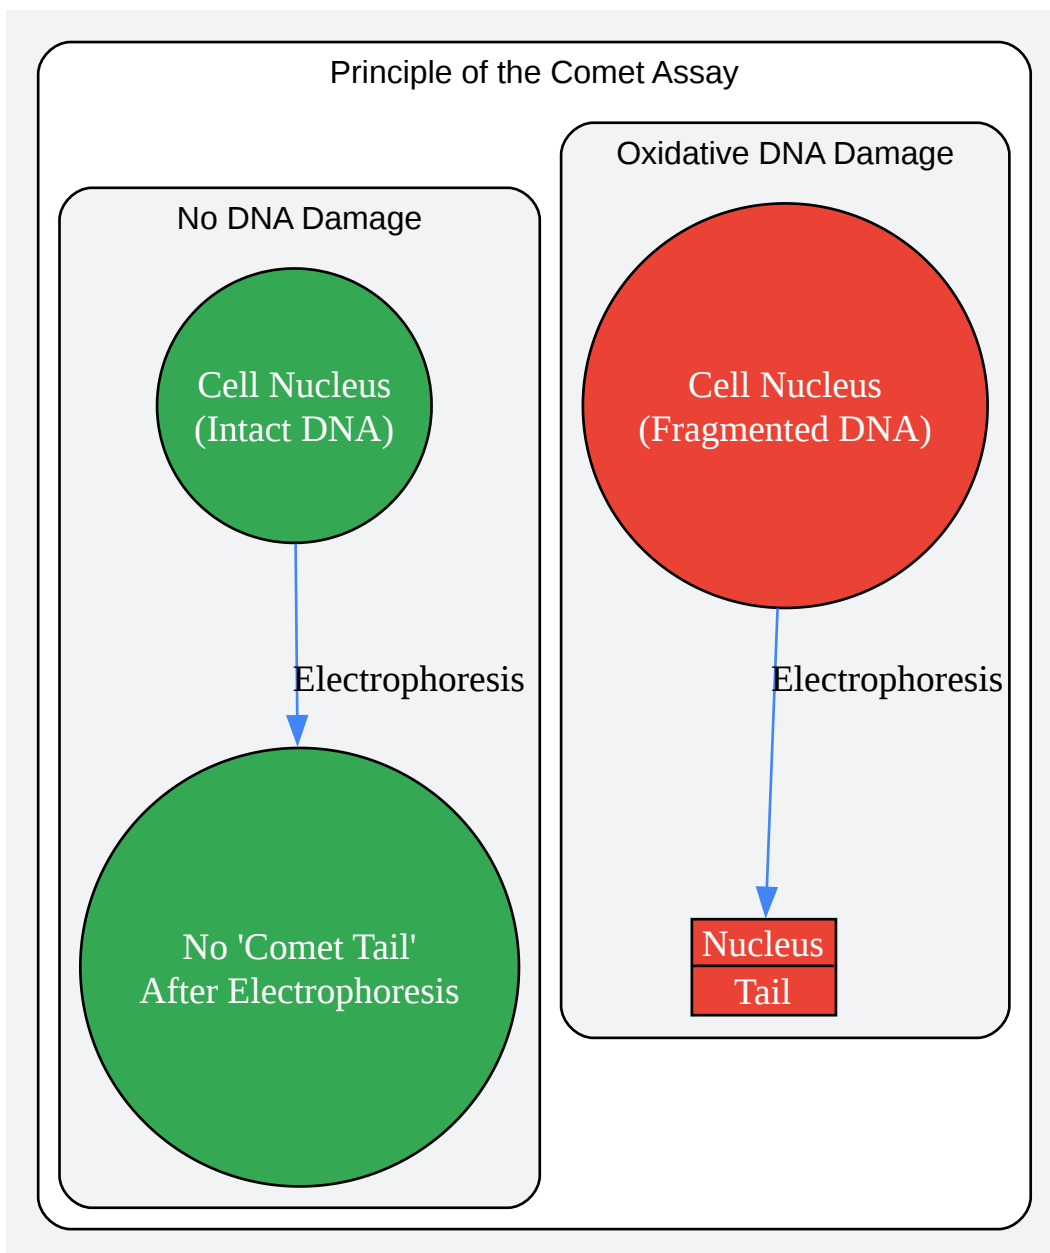 Principle of the Comet Assay
No DNA Damage
Cell Nucleus
(Intact DNA)
Electrophoresis
No 'Comet Tail'
After Electrophoresis
Oxidative DNA Damage
Cell Nucleus
(Fragmented DNA)
Electrophoresis
Nucleus
Tail